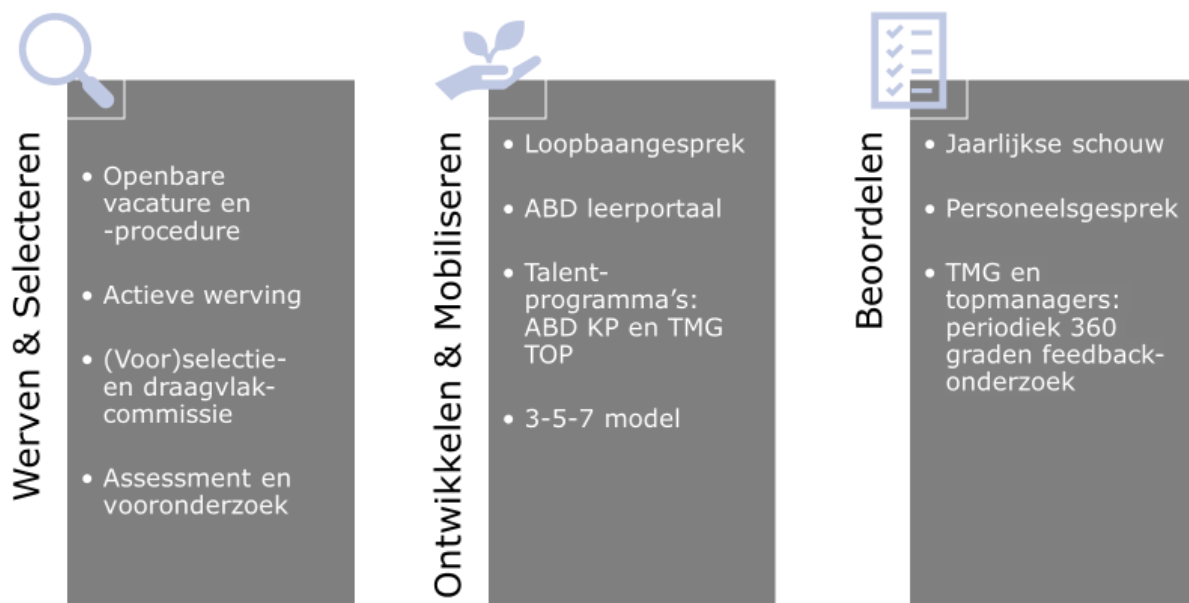 Werven & Selecteren
• Openbare
vacature en
-procedure
• Actieve werving
• (Voor)selectie-
en draagvlak-
commissie
• Assessment en
vooronderzoek
Ontwikkelen & Mobiliseren
• Loopbaangesprek
• ABD leerportaal
• Talent-
programma's:
ABD KP en TMG
TOP
• 3-5-7 model
Beoordelen
• Jaarlijkse schouw
• Personeelsgesprek
• TMG en
topmanagers:
periodiek 360
graden feedback-
onderzoek